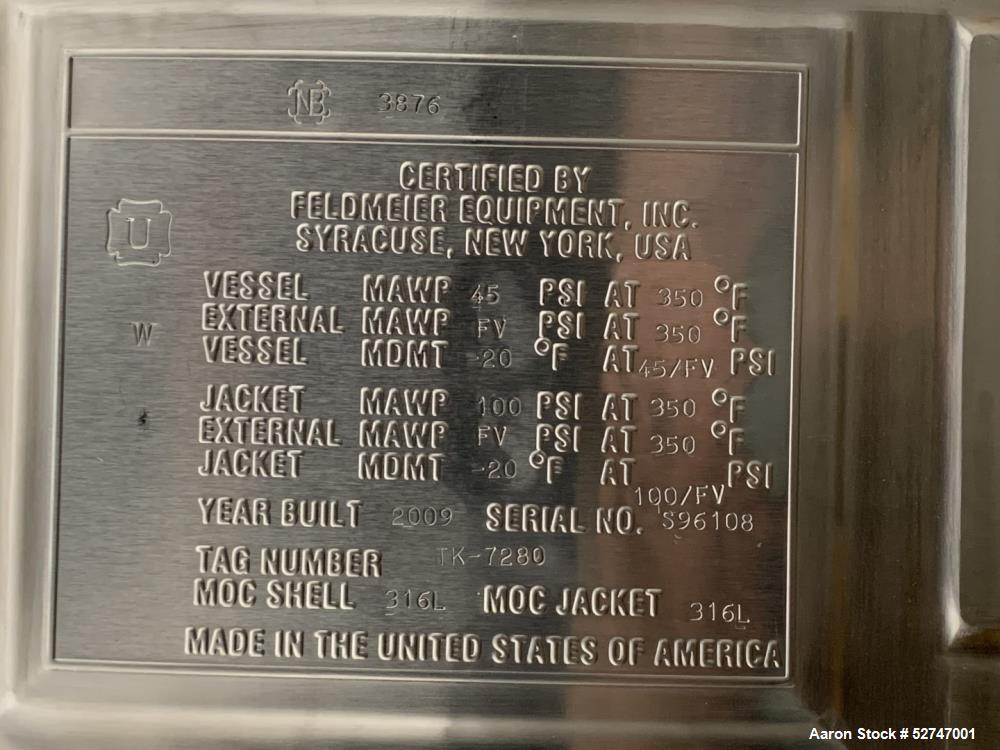 NB 3876
CERTIFIED BY
FELDMEIER EQUIPMENT, INC.
SYRACUSE, NEW YORK, USA
U
VESSEL MAWP 45 PSI AT 350 °F
W
EXTERNAL MAWP FV PSI AT 350 °F
VESSEL MDMT -20 °F AT 45/FV PSI
JACKET MAWP 100 PSI AT 350 °F
EXTERNAL MAWP FV PSI AT 350 °F
JACKET MDMT -20 °F AT 100/FV PSI
YEAR BUILT 2009 SERIAL NO. S96108
TAG NUMBER TK-7280
MOC SHELL 316L MOC JACKET 316L
MADE IN THE UNITED STATES OF AMERICA
Aaron Stock # 52747001